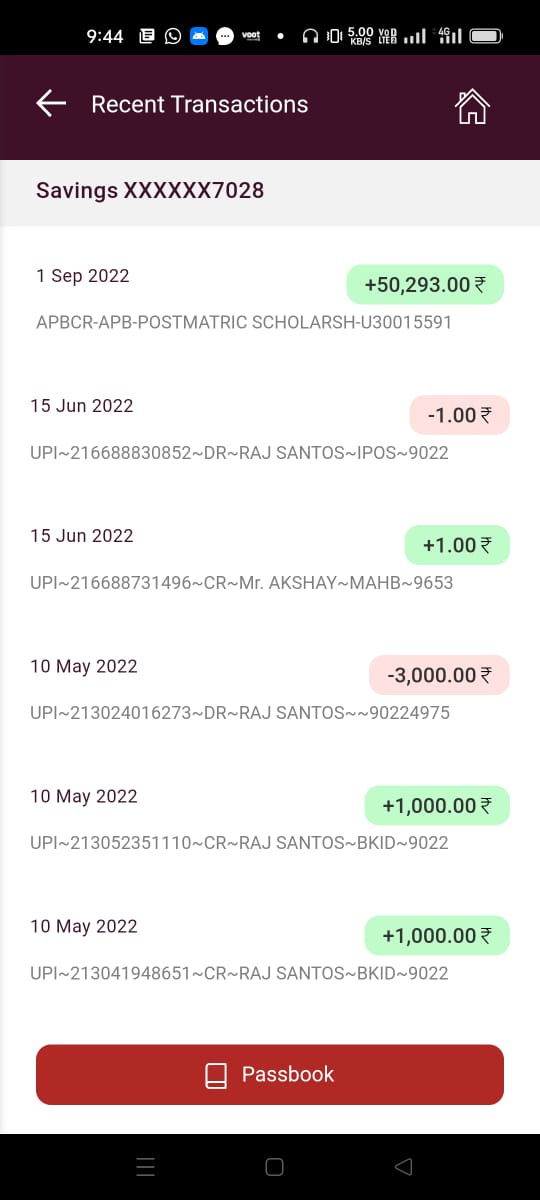 9:44 voot 5.00 KB/S VoD LTE2 4G
Recent Transactions
Savings XXXXXX7028
1 Sep 2022
+50,293.00 ₹
APBCR-APB-POSTMATRIC SCHOLARSH-U30015591
15 Jun 2022
-1.00 ₹
UPI~216688830852~DR~RAJ SANTOS~IPOS~9022
15 Jun 2022
+1.00 ₹
UPI~216688731496~CR~Mr. AKSHAY~MAHB~9653
10 May 2022
-3,000.00 ₹
UPI~213024016273~DR~RAJ SANTOS~~90224975
10 May 2022
+1,000.00 ₹
UPI~213052351110~CR~RAJ SANTOS~BKID~9022
10 May 2022
+1,000.00 ₹
UPI~213041948651~CR~RAJ SANTOS~BKID~9022
Passbook